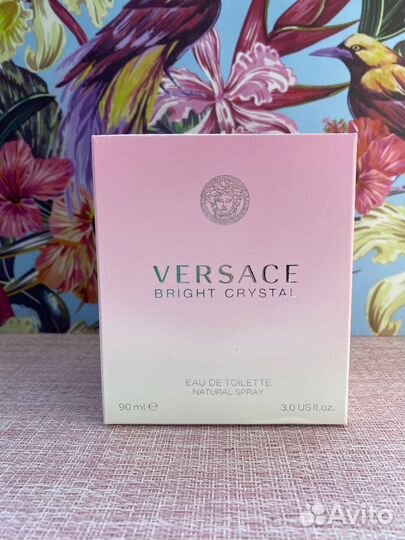 VERSACE
BRIGHT CRYSTAL
EAU DE TOILETTE
NATURAL SPRAY
90 ml ℮ 3.0 US fl.oz.
Avito